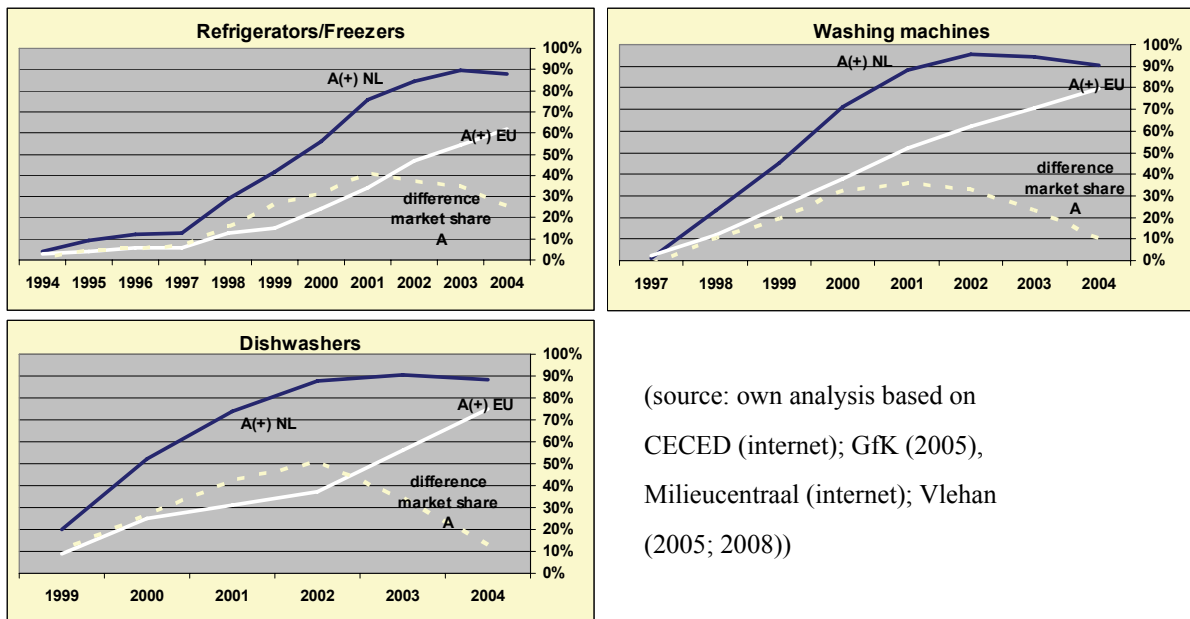 Refrigerators/Freezers
100%
90%
80%
70%
60%
50%
40%
30%
20%
10%
0%
A(+) NL
A(+) EU
difference
market share
A
1994 1995 1996 1997 1998 1999 2000 2001 2002 2003 2004
Washing machines
100%
90%
80%
70%
60%
50%
40%
30%
20%
10%
0%
A(+) NL
A(+) EU
difference
market share
A
1997 1998 1999 2000 2001 2002 2003 2004
Dishwashers
100%
90%
80%
70%
60%
50%
40%
30%
20%
10%
0%
A(+) EU
A(+) NL
difference
market share
A
1999 2000 2001 2002 2003 2004
(source: own analysis based on
CECED (internet); GfK (2005),
Milieucentraal (internet); Vlehan
(2005; 2008))